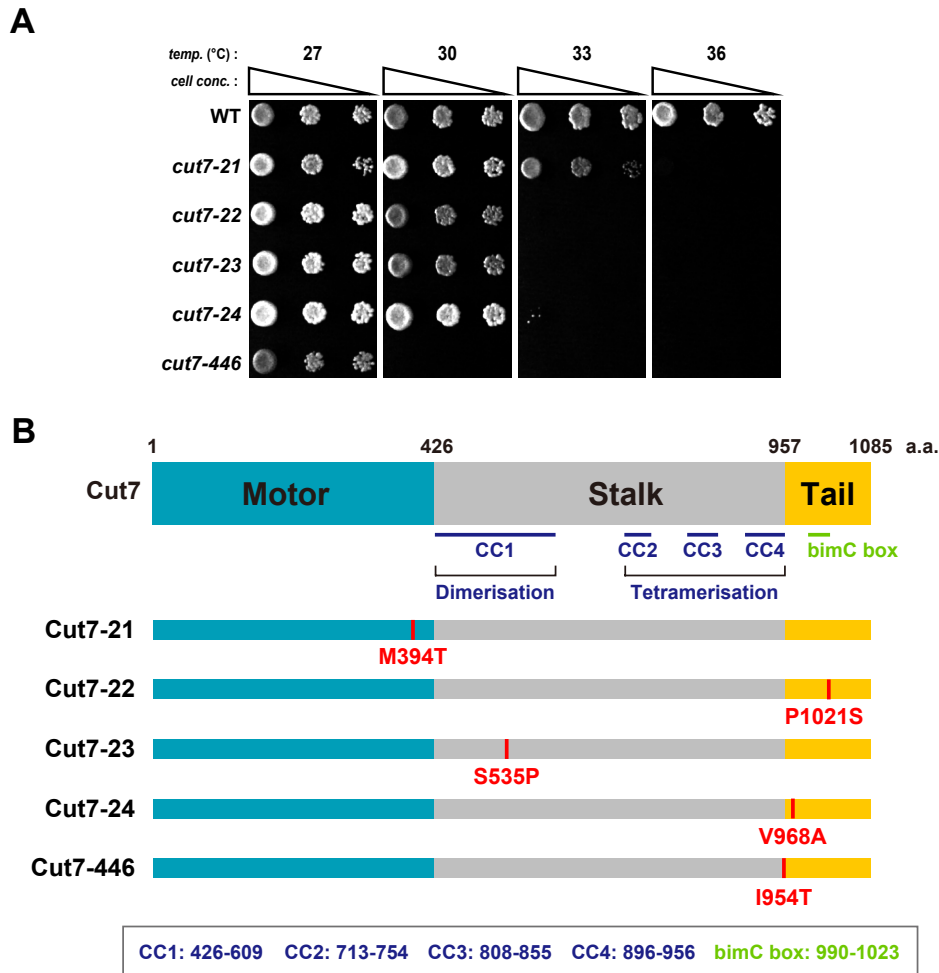 A
temp. (°C) : 27 30 33 36
cell conc. :
WT
cut7-21
cut7-22
cut7-23
cut7-24
cut7-446
B
1 426 957 1085 a.a.
Cut7 Motor Stalk Tail
CC1 CC2 CC3 CC4 bimC box
Dimerisation Tetramerisation
Cut7-21
M394T
Cut7-22
P1021S
Cut7-23
S535P
Cut7-24
V968A
Cut7-446
I954T
CC1: 426-609 CC2: 713-754 CC3: 808-855 CC4: 896-956 bimC box: 990-1023